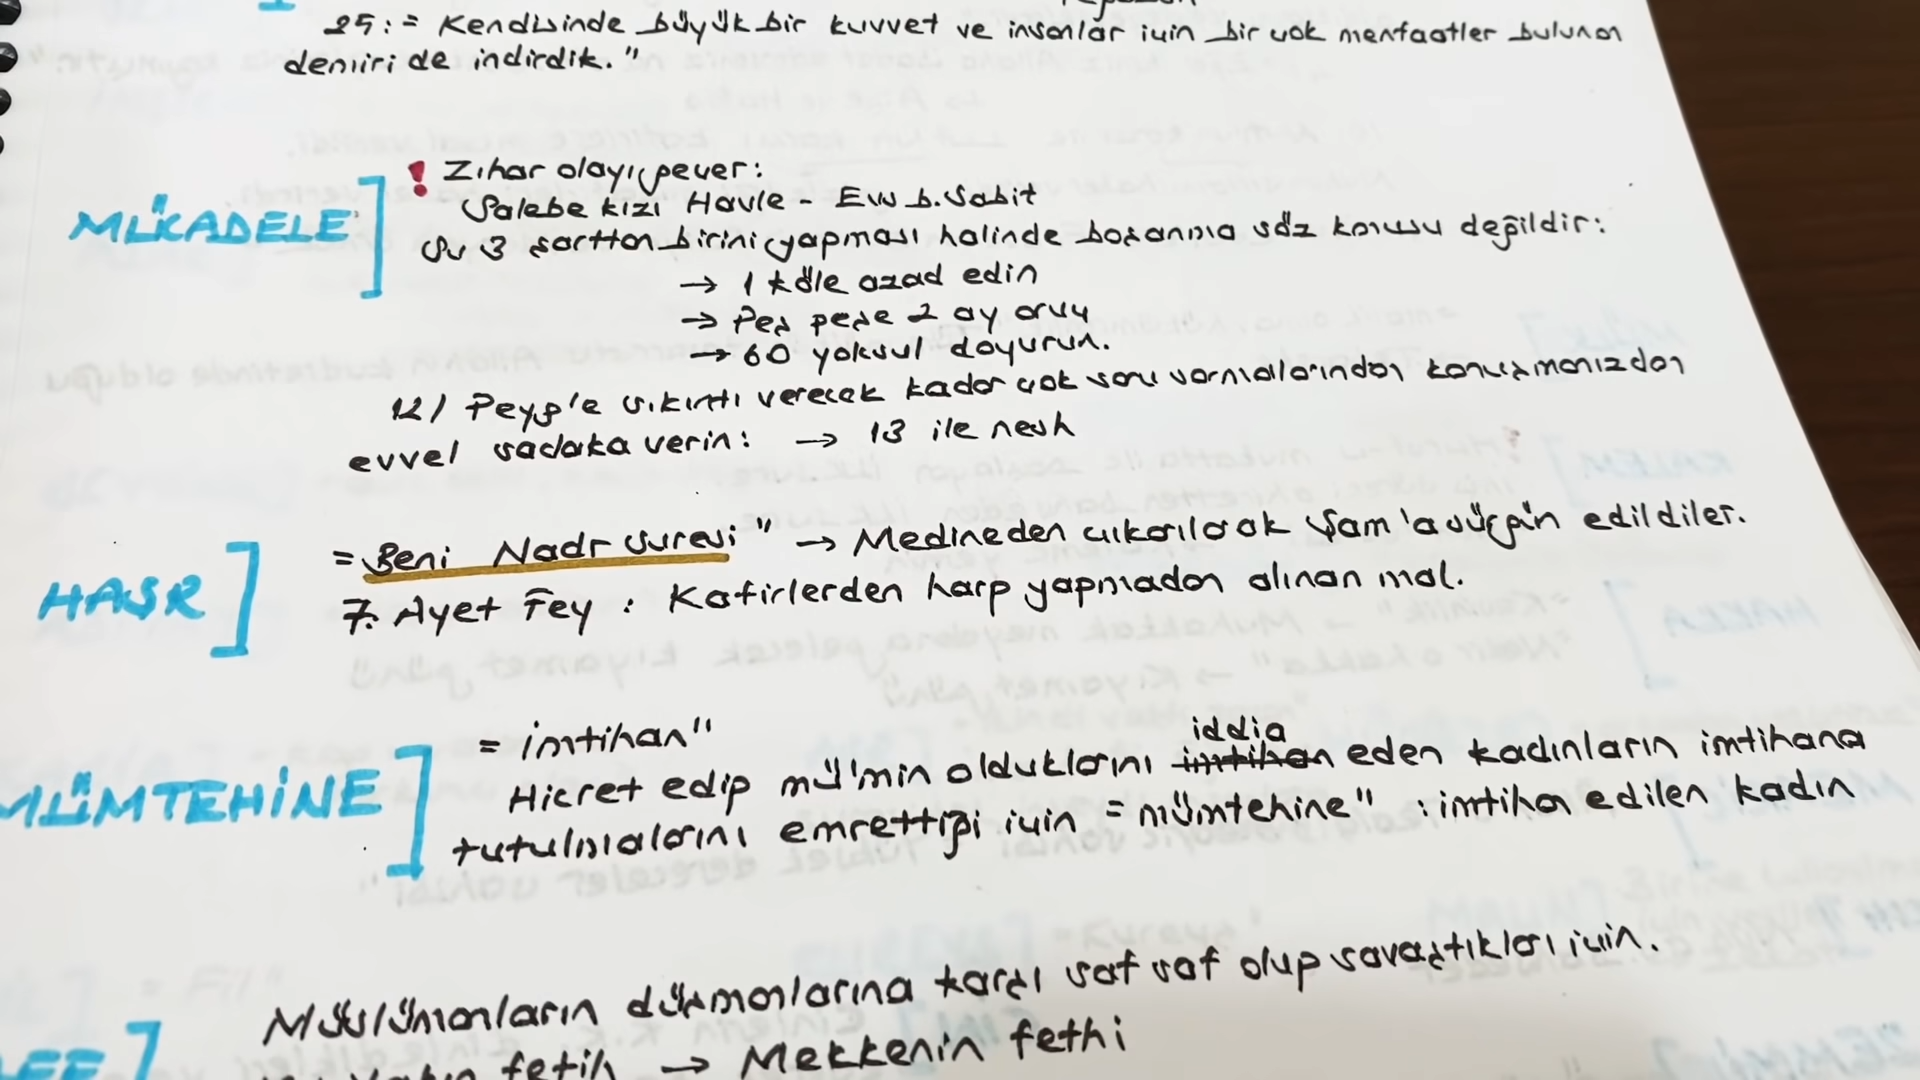 25: = Kendisinde büyük bir kuvvet ve insanlar için bir çok menfaatler bulunan
demiri de indirdik."
MÜCADELE
! Zıhar olayı geçer:
Salebe kızı Havle - Evs b. Sabit
Şu 3 şarttan birini yapması halinde boşanma söz konusu değildir:
→ 1 köle azad edin
→ Peş peşe 2 ay oruç
→ 60 yoksul doyurun.
12/ Peyg'e sıkıntı verecek kadar çok soru sormalarından konuşmanızdan
evvel sadaka verin: → 13 ile nesh
HAŞR
= Beni Nadr suresi" → Medineden çıkarılarak Şam'a sürgün edildiler.
7. Ayet Fey : Kafirlerden harp yapmadan alınan mal.
MÜMTEHİNE
= imtihan"
iddia
Hicret edip mü'min olduklarını imtihan eden kadınların imtihana
tutulmalarını emrettiği için = mümtehine" : imtihan edilen kadın
Müslümanların düşmanlarına karşı saf saf olup savaştıkları için.
fetih → Mekkenin fethi